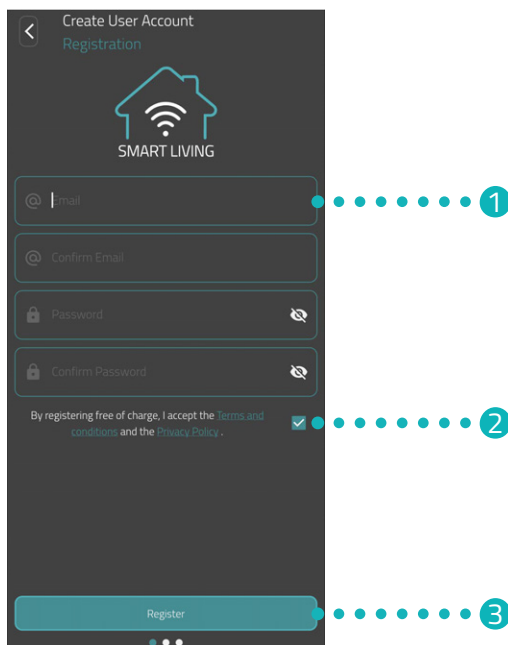 Create User Account
Registration
SMART LIVING
@ Email
1
@ Confirm Email
Password
Confirm Password
By registering free of charge, I accept the Terms and
conditions and the Privacy Policy .
2
Register
3